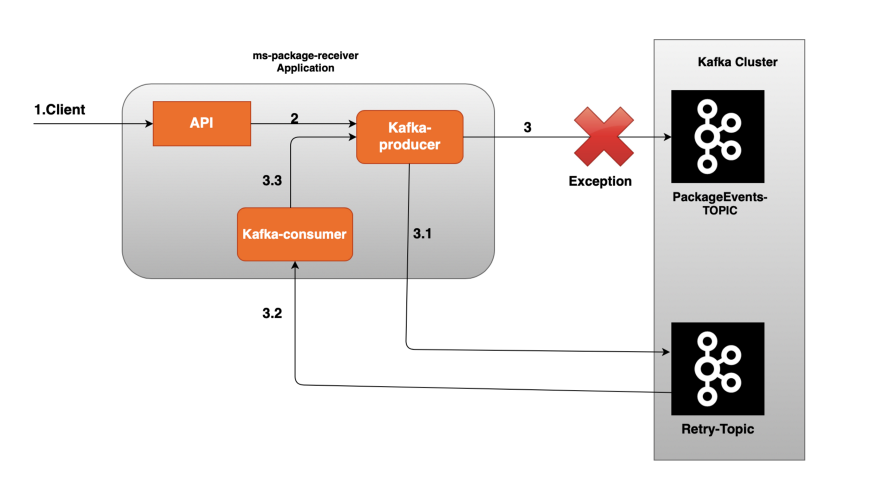 ms-package-receiver
Application
Kafka Cluster
1.Client
API
2
Kafka-
producer
3
Exception
PackageEvents-
TOPIC
3.3
Kafka-consumer
3.1
3.2
Retry-Topic